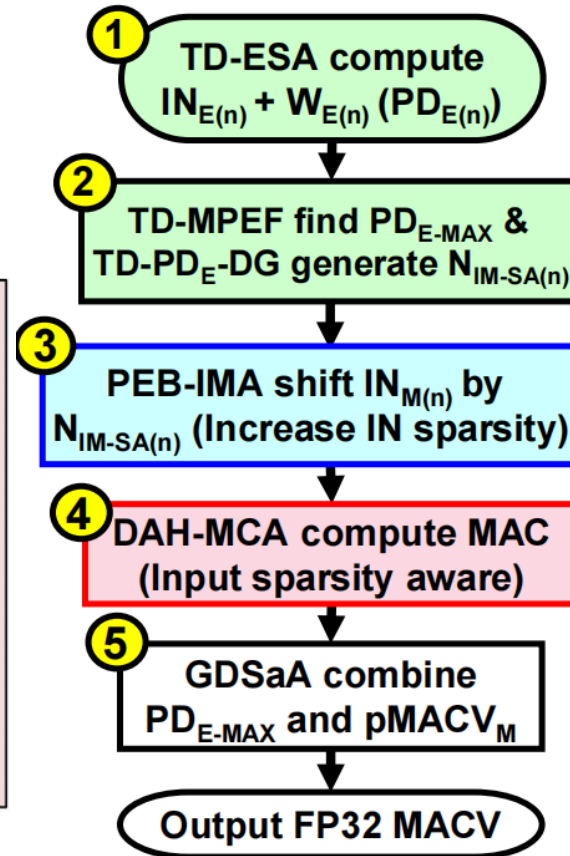 1
TD-ESA compute
IN_E(n) + W_E(n) (PD_E(n))
2
TD-MPEF find PD_E-MAX &
TD-PD_E-DG generate N_IM-SA(n)
3
PEB-IMA shift IN_M(n) by
N_IM-SA(n) (Increase IN sparsity)
4
DAH-MCA compute MAC
(Input sparsity aware)
5
GDSaA combine
PD_E-MAX and pMACV_M
Output FP32 MACV